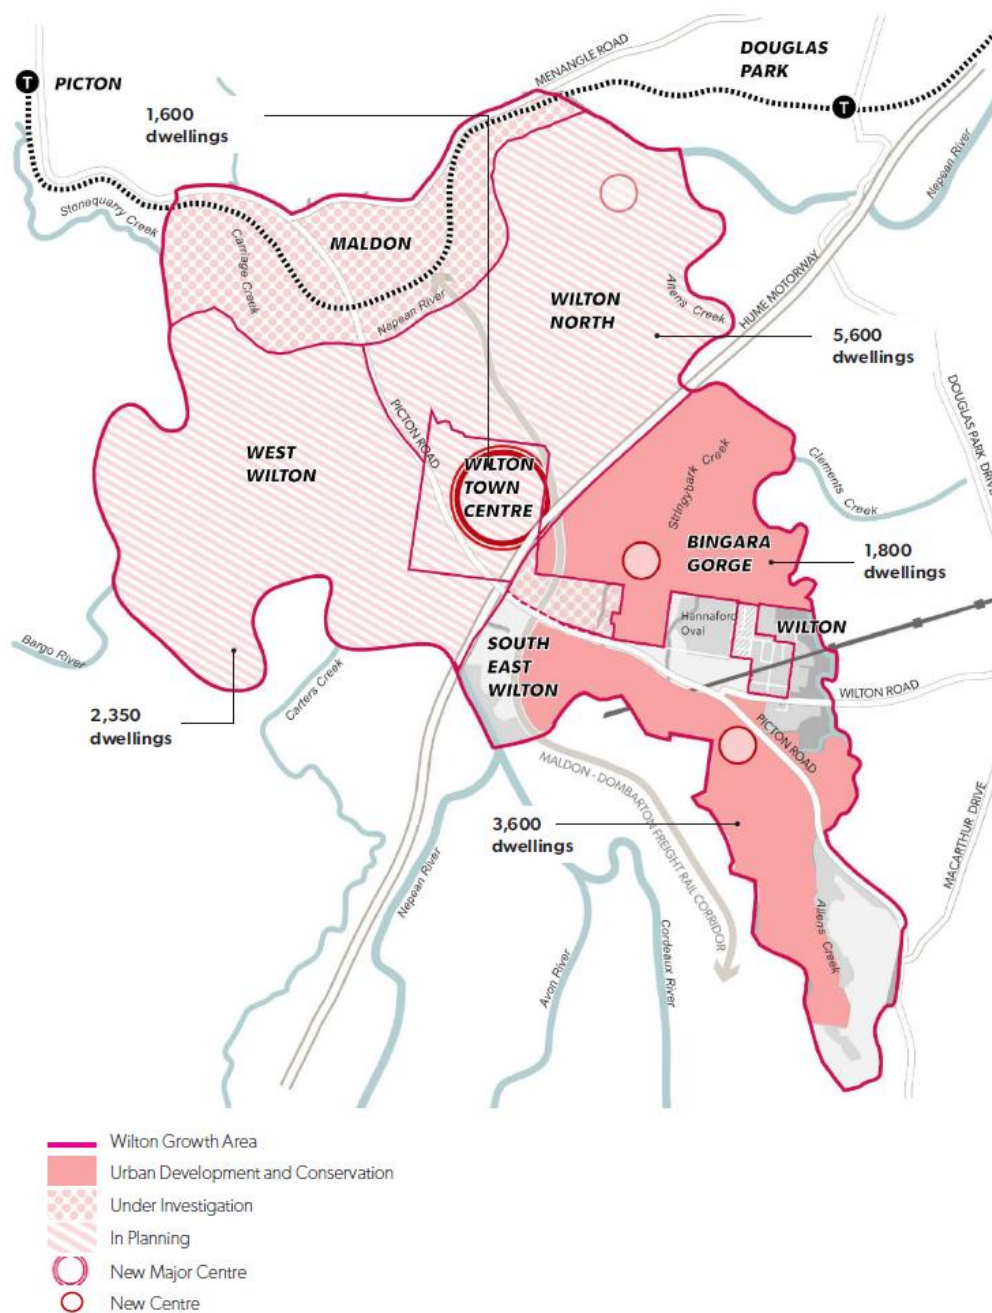 DOUGLAS
PARK
MENANGLE ROAD
T
PICTON
T
1,600
dwellings
Nepean River
Stonequarry Creek
Carriage Creek
MALDON
HUME MOTORWAY
Allens Creek
Nepean River
WILTON
NORTH
5,600
dwellings
DOUGLAS PARK DRIVE
PICTON ROAD
WEST
WILTON
WILTON
TOWN
CENTRE
Stringybark Creek
Clements Creek
BINGARA
GORGE
1,800
dwellings
Hannaford
Oval
WILTON
Bargo River
SOUTH
EAST
WILTON
Carters Creek
WILTON ROAD
2,350
dwellings
PICTON ROAD
MALDON - DOMBARTON FREIGHT RAIL CORRIDOR
3,600
dwellings
MACARTHUR DRIVE
Nepean River
Allens Creek
Avon River
Cordeaux River
Wilton Growth Area
Urban Development and Conservation
Under Investigation
In Planning
New Major Centre
New Centre